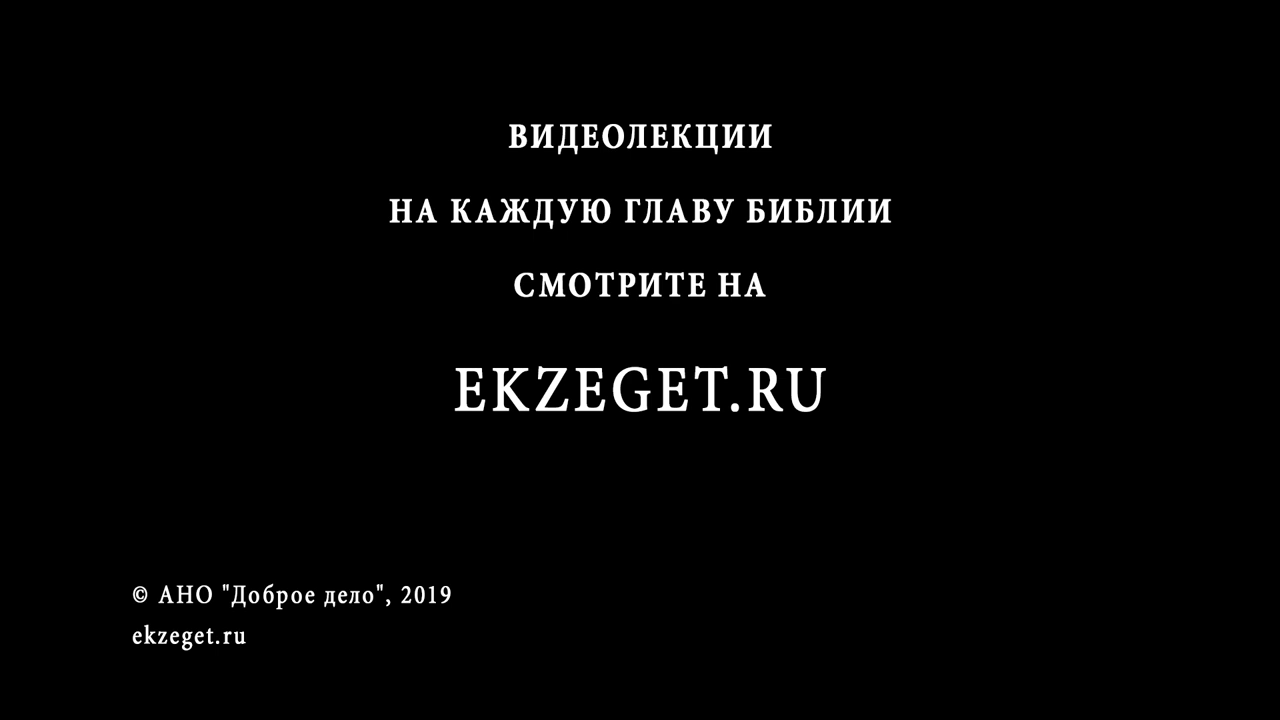 ВИДЕОЛЕКЦИИ
НА КАЖДУЮ ГЛАВУ БИБЛИИ
СМОТРИТЕ НА
EKZEGET.RU
© АНО "Доброе дело", 2019
ekzeget.ru